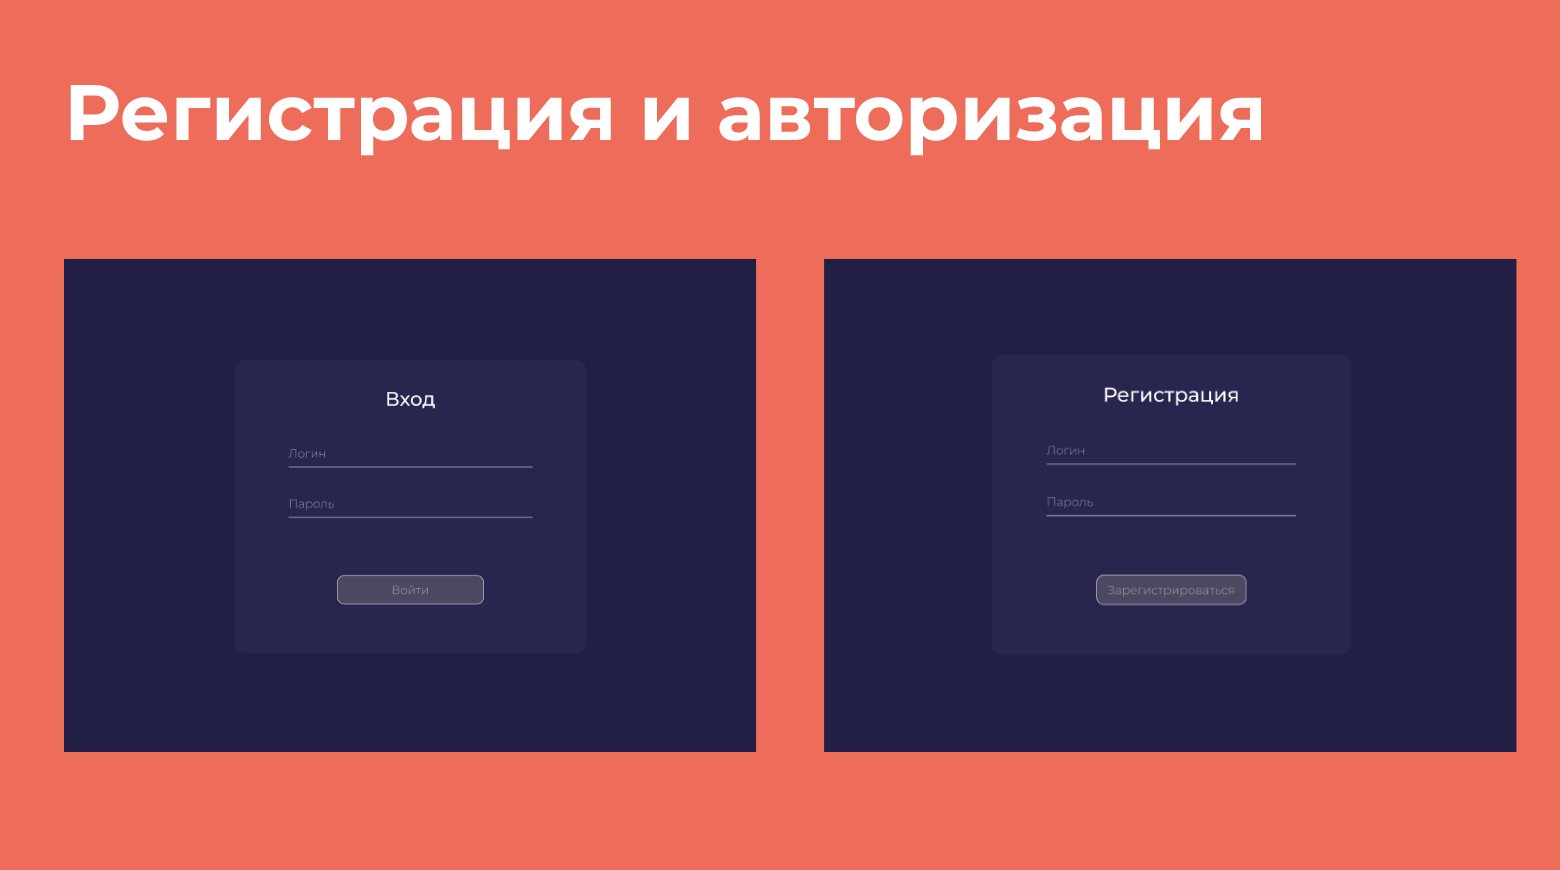 Регистрация и авторизация
Вход
Логин
Пароль
Войти
Регистрация
Логин
Пароль
Зарегистрироваться